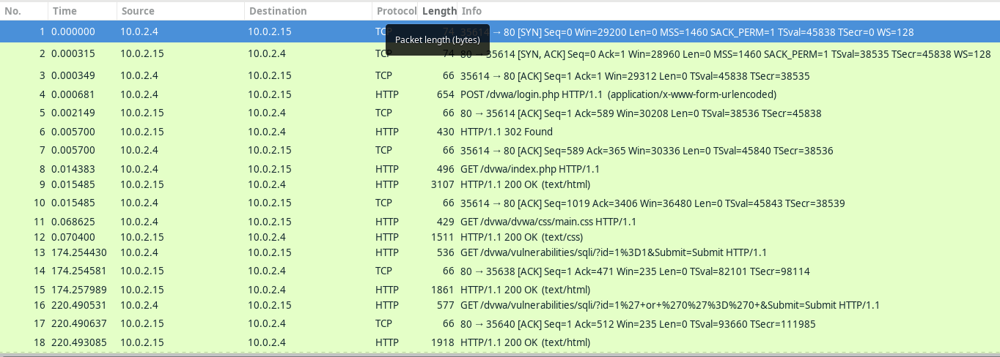 No. Time Source Destination Protocol Length Info
1 0.000000 10.0.2.4 10.0.2.15 TCP 74 35614 → 80 [SYN] Seq=0 Win=29200 Len=0 MSS=1460 SACK_PERM=1 TSval=45838 TSecr=0 WS=128
Packet length (bytes)
2 0.000315 10.0.2.15 10.0.2.4 TCP 74 80 → 35614 [SYN, ACK] Seq=0 Ack=1 Win=28960 Len=0 MSS=1460 SACK_PERM=1 TSval=38535 TSecr=45838 WS=128
3 0.000349 10.0.2.4 10.0.2.15 TCP 66 35614 → 80 [ACK] Seq=1 Ack=1 Win=29312 Len=0 TSval=45838 TSecr=38535
4 0.000681 10.0.2.4 10.0.2.15 HTTP 654 POST /dvwa/login.php HTTP/1.1 (application/x-www-form-urlencoded)
5 0.002149 10.0.2.15 10.0.2.4 TCP 66 80 → 35614 [ACK] Seq=1 Ack=589 Win=30208 Len=0 TSval=38536 TSecr=45838
6 0.005700 10.0.2.15 10.0.2.4 HTTP 430 HTTP/1.1 302 Found
7 0.005700 10.0.2.4 10.0.2.15 TCP 66 35614 → 80 [ACK] Seq=589 Ack=365 Win=30336 Len=0 TSval=45840 TSecr=38536
8 0.014383 10.0.2.4 10.0.2.15 HTTP 496 GET /dvwa/index.php HTTP/1.1
9 0.015485 10.0.2.15 10.0.2.4 HTTP 3107 HTTP/1.1 200 OK (text/html)
10 0.015485 10.0.2.4 10.0.2.15 TCP 66 35614 → 80 [ACK] Seq=1019 Ack=3406 Win=36480 Len=0 TSval=45843 TSecr=38539
11 0.068625 10.0.2.4 10.0.2.15 HTTP 429 GET /dvwa/dvwa/css/main.css HTTP/1.1
12 0.070400 10.0.2.15 10.0.2.4 HTTP 1511 HTTP/1.1 200 OK (text/css)
13 174.254430 10.0.2.4 10.0.2.15 HTTP 536 GET /dvwa/vulnerabilities/sqli/?id=1%3D1&Submit=Submit HTTP/1.1
14 174.254581 10.0.2.15 10.0.2.4 TCP 66 80 → 35638 [ACK] Seq=1 Ack=471 Win=235 Len=0 TSval=82101 TSecr=98114
15 174.257989 10.0.2.15 10.0.2.4 HTTP 1861 HTTP/1.1 200 OK (text/html)
16 220.490531 10.0.2.4 10.0.2.15 HTTP 577 GET /dvwa/vulnerabilities/sqli/?id=1%27+or+%270%27%3D%270+&Submit=Submit HTTP/1.1
17 220.490637 10.0.2.15 10.0.2.4 TCP 66 80 → 35640 [ACK] Seq=1 Ack=512 Win=235 Len=0 TSval=93660 TSecr=111985
18 220.493085 10.0.2.15 10.0.2.4 HTTP 1918 HTTP/1.1 200 OK (text/html)